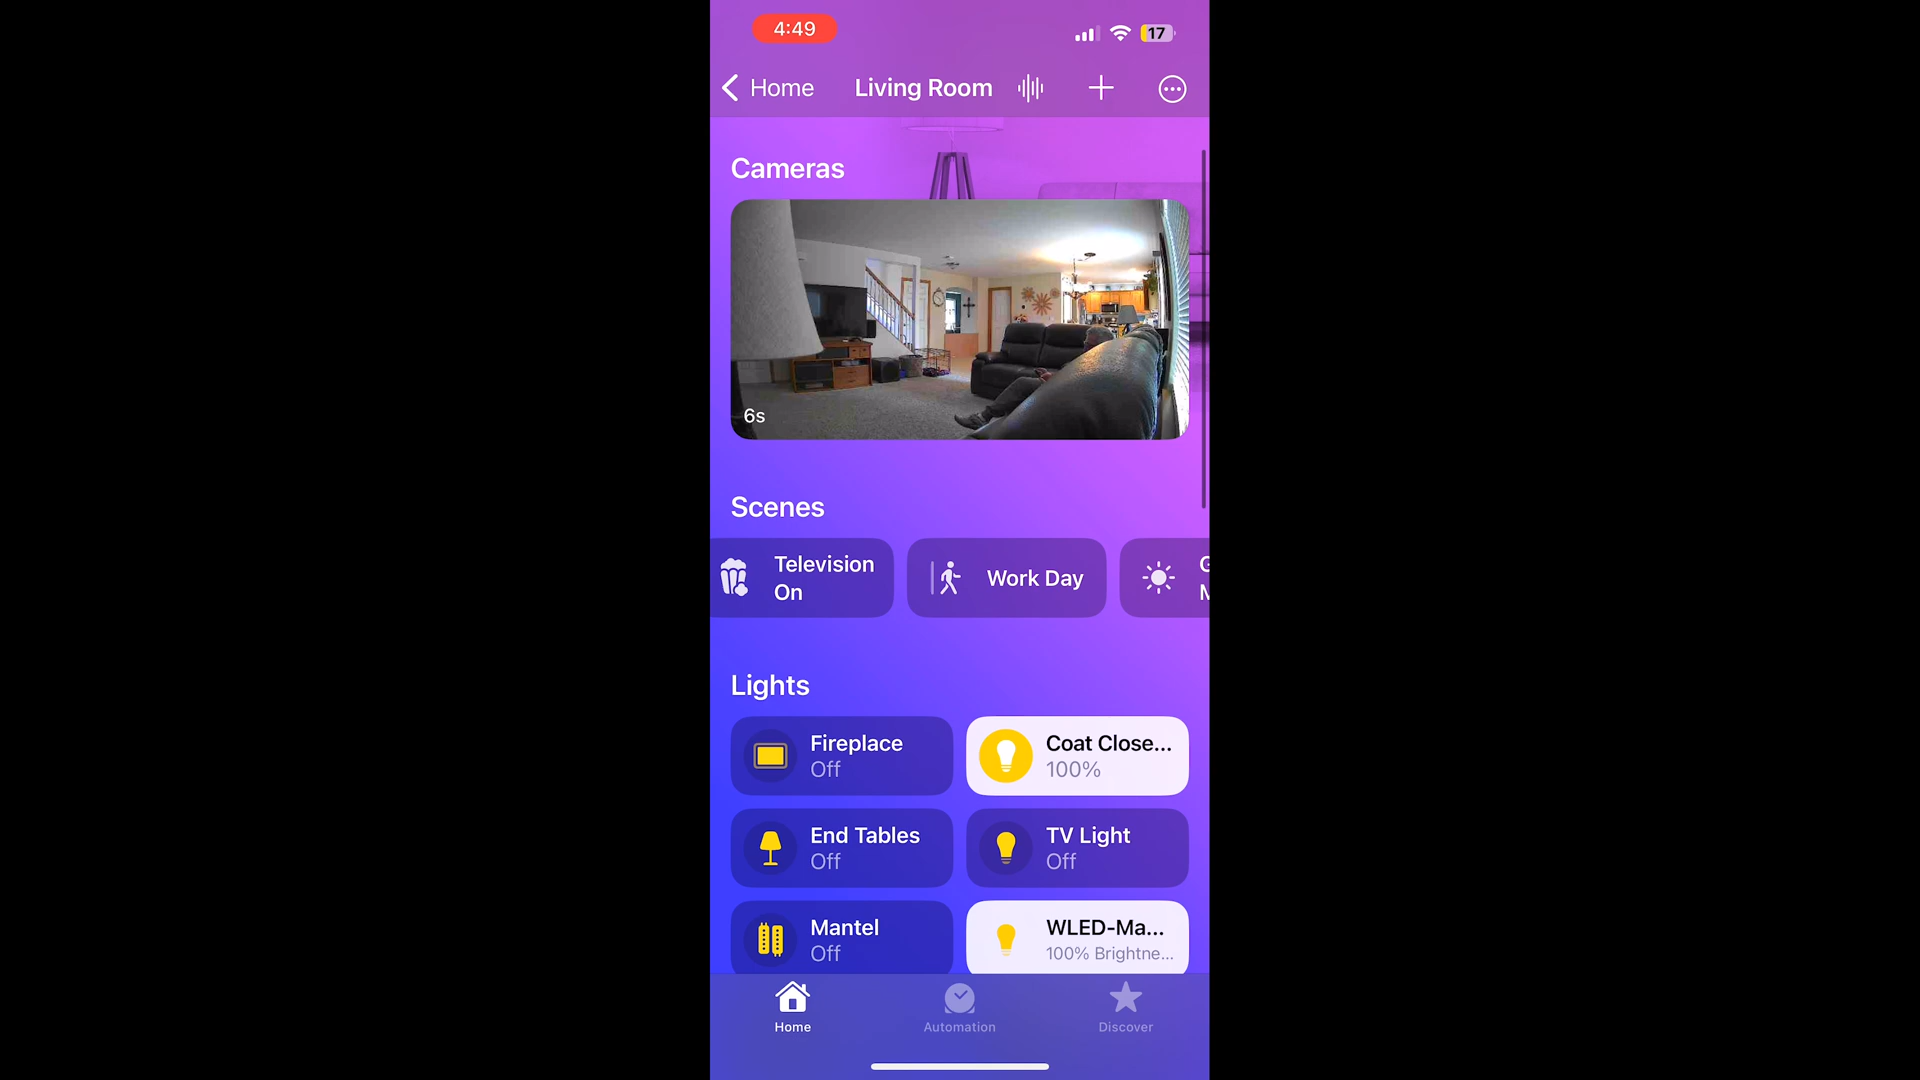 4:49
17
Home
Living Room
Cameras
6s
Scenes
Television
On
Work Day
Lights
Fireplace
Off
Coat Close...
100%
End Tables
Off
TV Light
Off
Mantel
Off
WLED-Ma...
100% Brightne...
Home
Automation
Discover